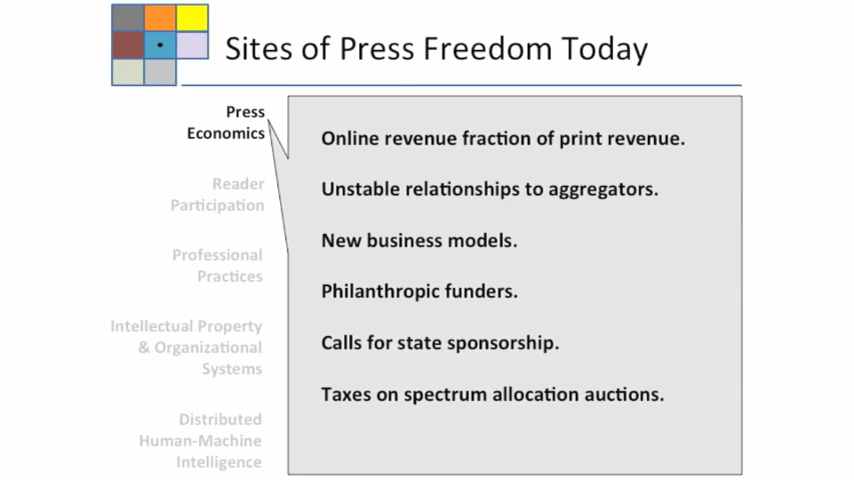 Sites of Press Freedom Today
Press
Economics
Reader
Participation
Professional
Practices
Intellectual Property
& Organizational
Systems
Distributed
Human-Machine
Intelligence
Online revenue fraction of print revenue.
Unstable relationships to aggregators.
New business models.
Philanthropic funders.
Calls for state sponsorship.
Taxes on spectrum allocation auctions.